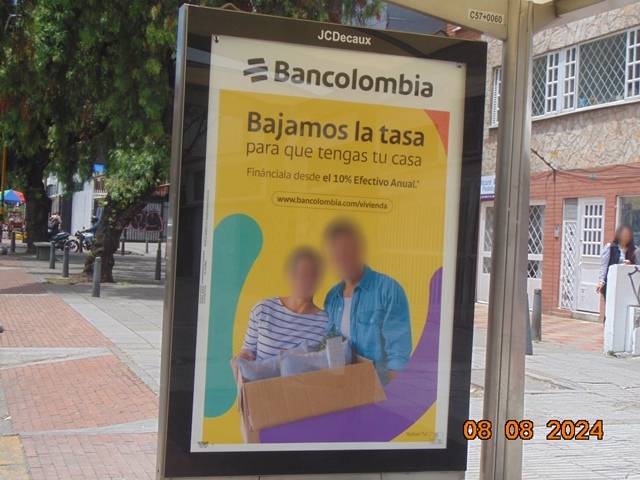 C57+0060
JCDecaux
Bancolombia
Bajamos la tasa
para que tengas tu casa
Fináncialo desde el 10% Efectivo Anual.*
www.bancolombia.com/vivienda
08 08 2024